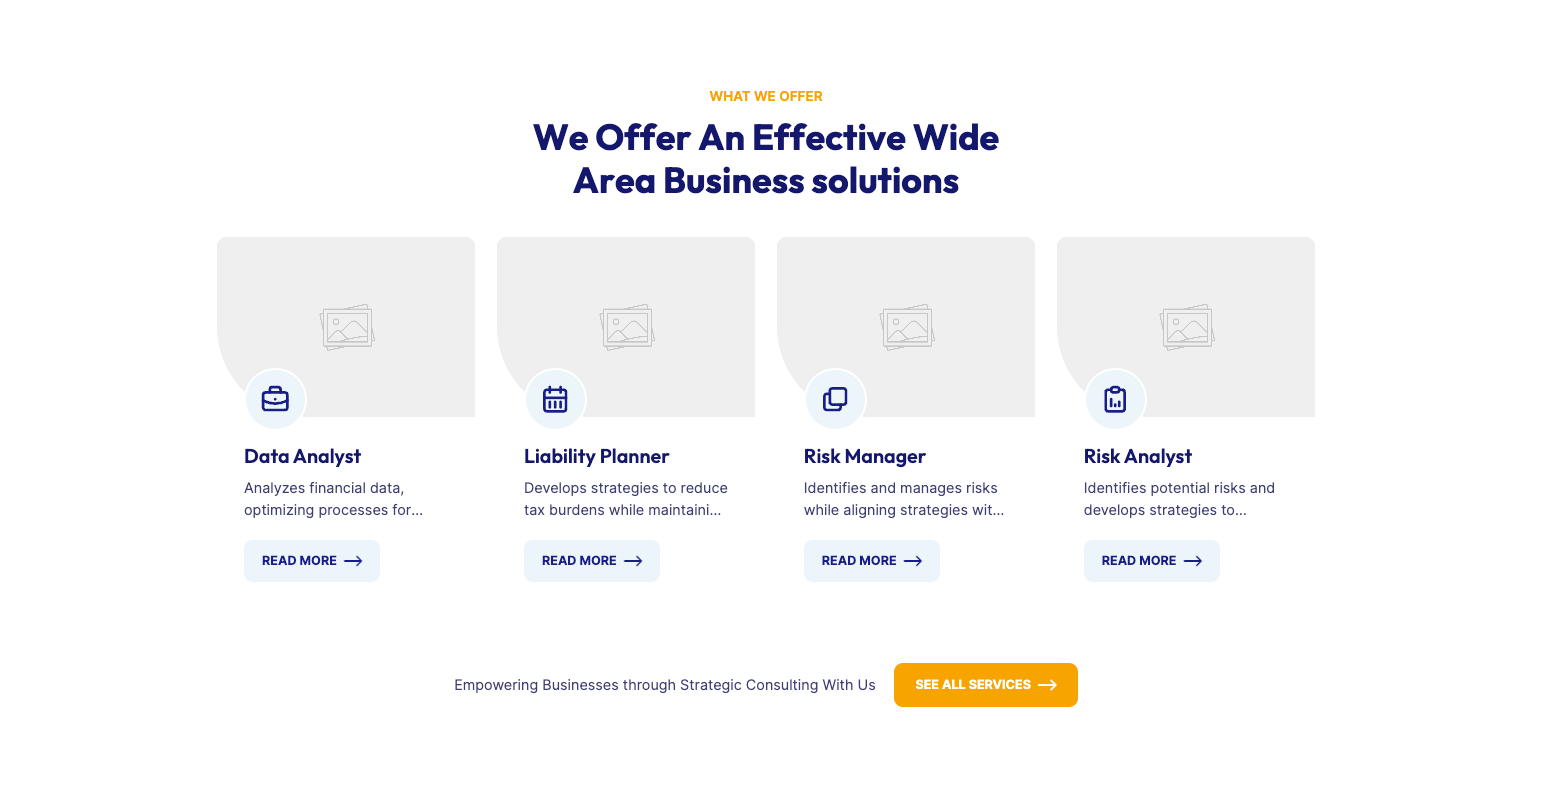 WHAT WE OFFER
We Offer An Effective Wide
Area Business solutions
Data Analyst
Analyzes financial data,
optimizing processes for...
READ MORE
Liability Planner
Develops strategies to reduce
tax burdens while maintaini...
READ MORE
Risk Manager
Identifies and manages risks
while aligning strategies wit...
READ MORE
Risk Analyst
Identifies potential risks and
develops strategies to...
READ MORE
Empowering Businesses through Strategic Consulting With Us
SEE ALL SERVICES